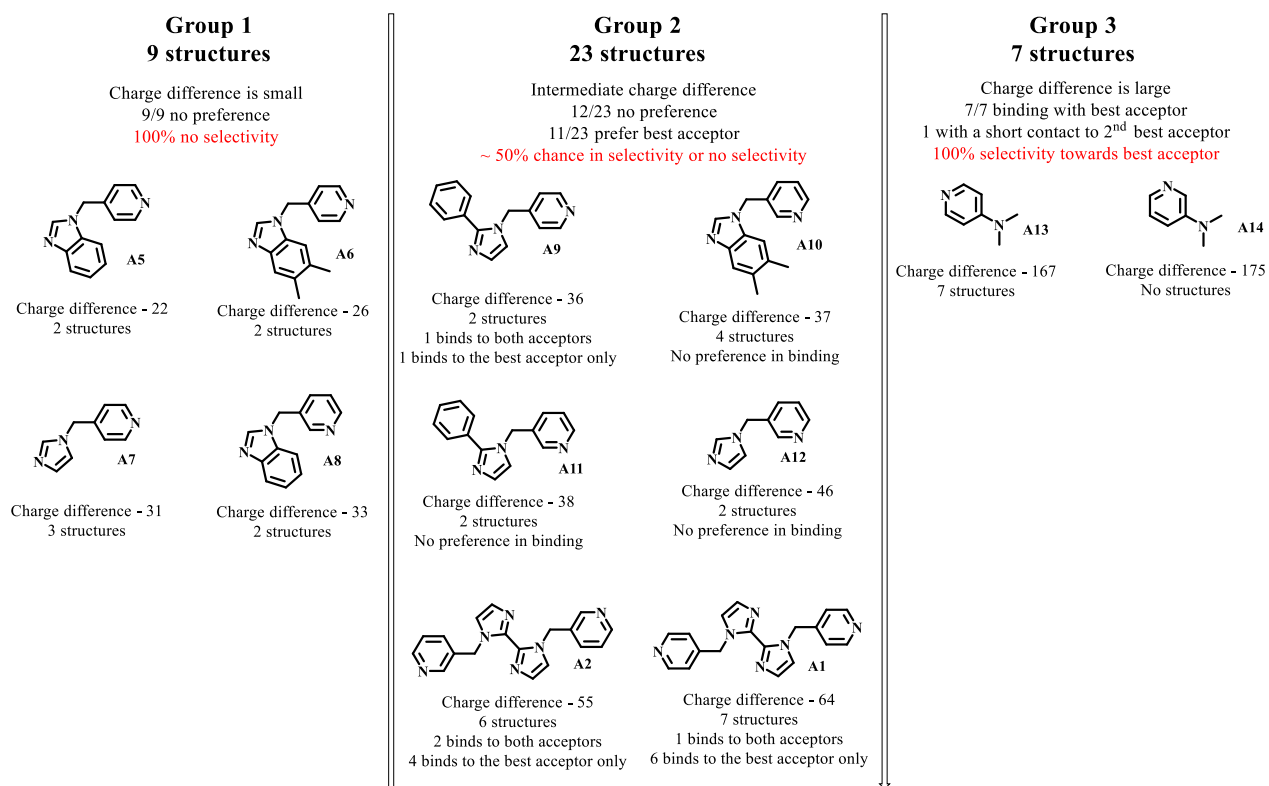 Group 1
9 structures
Charge difference is small
9/9 no preference
100% no selectivity
N
N
N
A5
Charge difference - 22
2 structures
N
N
N
A6
Charge difference - 26
2 structures
N
N
N
A7
Charge difference - 31
3 structures
N
N
N
A8
Charge difference - 33
2 structures
Group 2
23 structures
Intermediate charge difference
12/23 no preference
11/23 prefer best acceptor
~ 50% chance in selectivity or no selectivity
N
N
N
A9
Charge difference - 36
2 structures
1 binds to both acceptors
1 binds to the best acceptor only
N
N
N
A10
Charge difference - 37
4 structures
No preference in binding
N
N
N
A11
Charge difference - 38
2 structures
No preference in binding
N
N
N
A12
Charge difference - 46
2 structures
No preference in binding
N
N
N
N
N
N
A2
Charge difference - 55
6 structures
2 binds to both acceptors
4 binds to the best acceptor only
N
N
N
N
N
N
A1
Charge difference - 64
7 structures
1 binds to both acceptors
6 binds to the best acceptor only
Group 3
7 structures
Charge difference is large
7/7 binding with best acceptor
1 with a short contact to 2nd best acceptor
100% selectivity towards best acceptor
N
N
A13
Charge difference - 167
7 structures
N
N
A14
Charge difference - 175
No structures